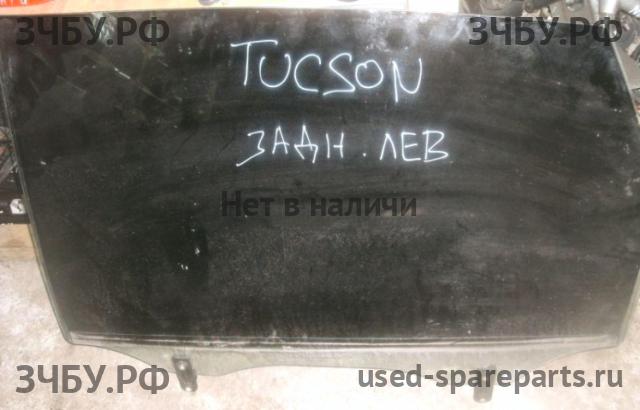 ЗЧБУ.РФ ЗЧБУ.РФ
TUCSON
ЗАДН. ЛЕВ
Нет в наличи
ЗЧБУ.РФ used-spareparts.ru